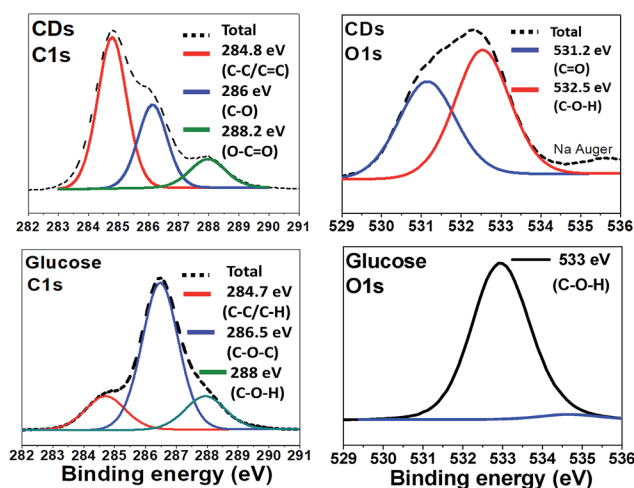 CDs
C1s
Total
284.8 eV
(C-C/C=C)
286 eV
(C-O)
288.2 eV
(O-C=O)
282 283 284 285 286 287 288 289 290 291
CDs
O1s
Total
531.2 eV
(C=O)
532.5 eV
(C-O-H)
Na Auger
529 530 531 532 533 534 535 536
Glucose
C1s
Total
284.7 eV
(C-C/C-H)
286.5 eV
(C-O-C)
288 eV
(C-O-H)
282 283 284 285 286 287 288 289 290 291
Binding energy (eV)
Glucose
O1s
533 eV
(C-O-H)
529 530 531 532 533 534 535 536
Binding energy (eV)